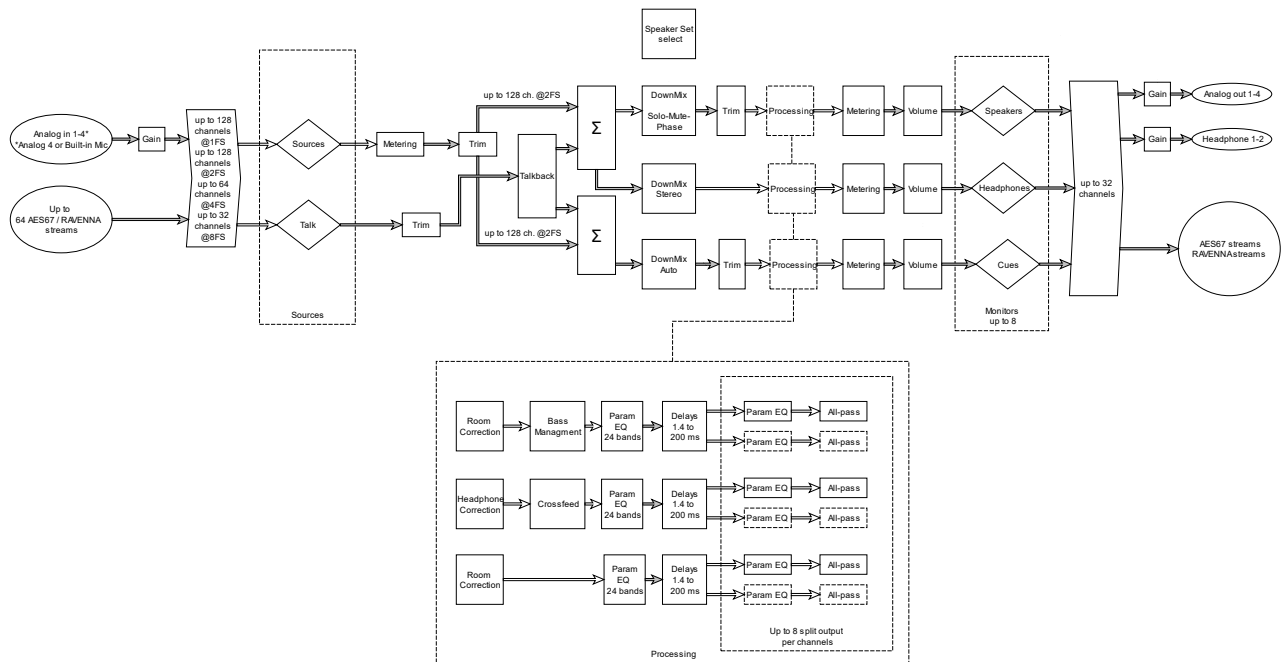 Speaker Set
select
Analog in 1-4*
*Analog 4 or Built-in Mic
Gain
Up to
64 AES67 / RAVENNA
streams
up to 128
channels
@1FS
up to 128
channels
@2FS
up to 64
channels
@4FS
up to 32
channels
@8FS
Sources
Talk
Sources
Metering
Trim
Trim
up to 128 ch. @2FS
Talkback
up to 128 ch. @2FS
Σ
Σ
DownMix
Solo-Mute-
Phase
Trim
Processing
Metering
Volume
Speakers
DownMix
Stereo
Processing
Metering
Volume
Headphones
DownMix
Auto
Trim
Processing
Metering
Volume
Cues
Monitors
up to 8
up to 32
channels
Gain
Analog out 1-4
Gain
Headphone 1-2
AES67 streams
RAVENNA streams
Room
Correction
Bass
Managment
Param
EQ
24 bands
Delays
1.4 to
200 ms
Param EQ
All-pass
Param EQ
All-pass
Headphone
Correction
Crossfeed
Param
EQ
24 bands
Delays
1.4 to
200 ms
Param EQ
All-pass
Param EQ
All-pass
Room
Correction
Param
EQ
24 bands
Delays
1.4 to
200 ms
Param EQ
All-pass
Param EQ
All-pass
Up to 8 split output
per channels
Processing